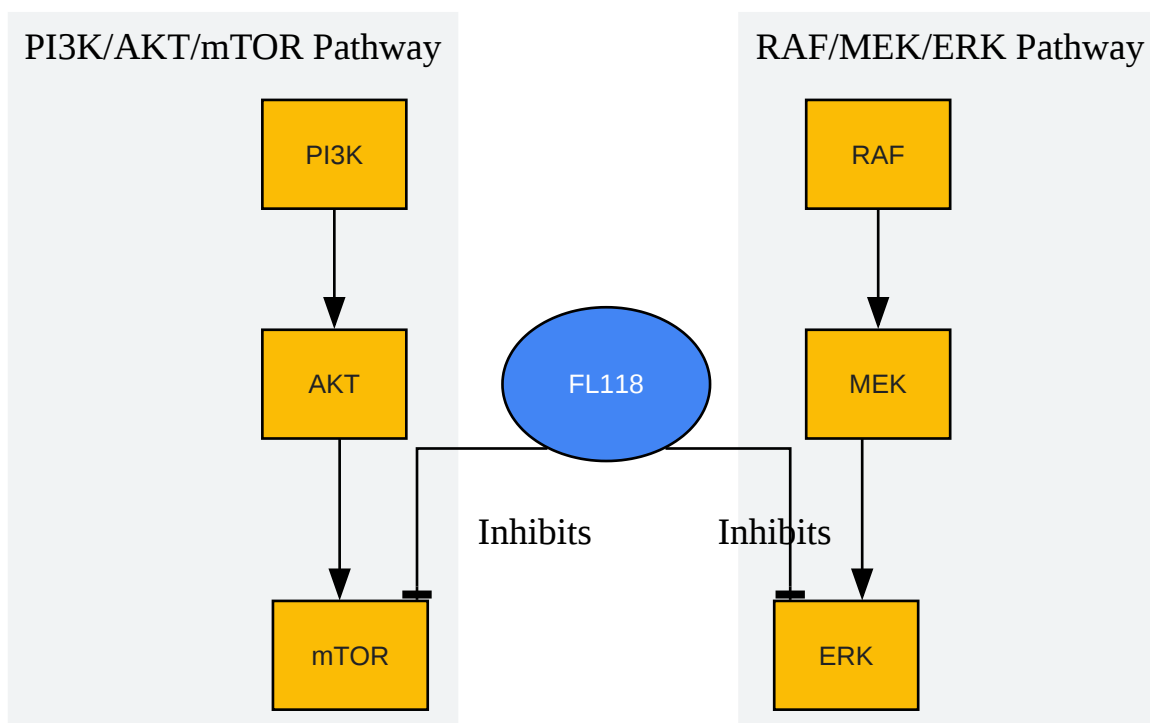 PI3K/AKT/mTOR Pathway
RAF/MEK/ERK Pathway
PI3K
RAF
AKT
FL118
MEK
Inhibits
Inhibits
mTOR
ERK